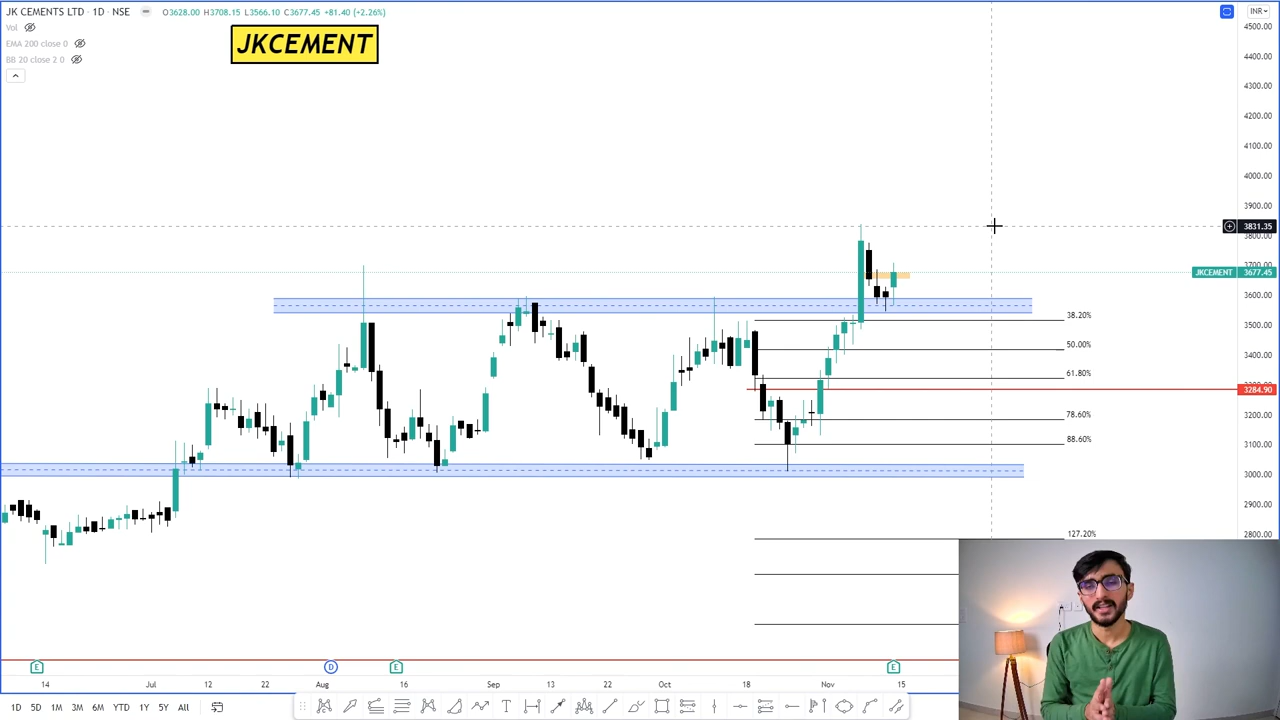 JK CEMENTS LTD · 1D · NSE O3628.00 H3708.15 L3566.10 C3677.45 +81.40 (+2.26%)
Vol
EMA 200 close 0
BB 20 close 2 0
JKCEMENT
INR
4500.00
4400.00
4300.00
4200.00
4100.00
4000.00
3900.00
3831.35
3800.00
3700.00
JKCEMENT 3677.45
3600.00
3500.00
3400.00
3284.90
3200.00
3100.00
3000.00
2900.00
2800.00
38.20%
50.00%
61.80%
78.60%
88.60%
127.20%
E D E E
14 Jul 12 22 Aug 16 Sep 13 22 Oct 18 Nov 15
1D 5D 1M 3M 6M YTD 1Y 5Y All